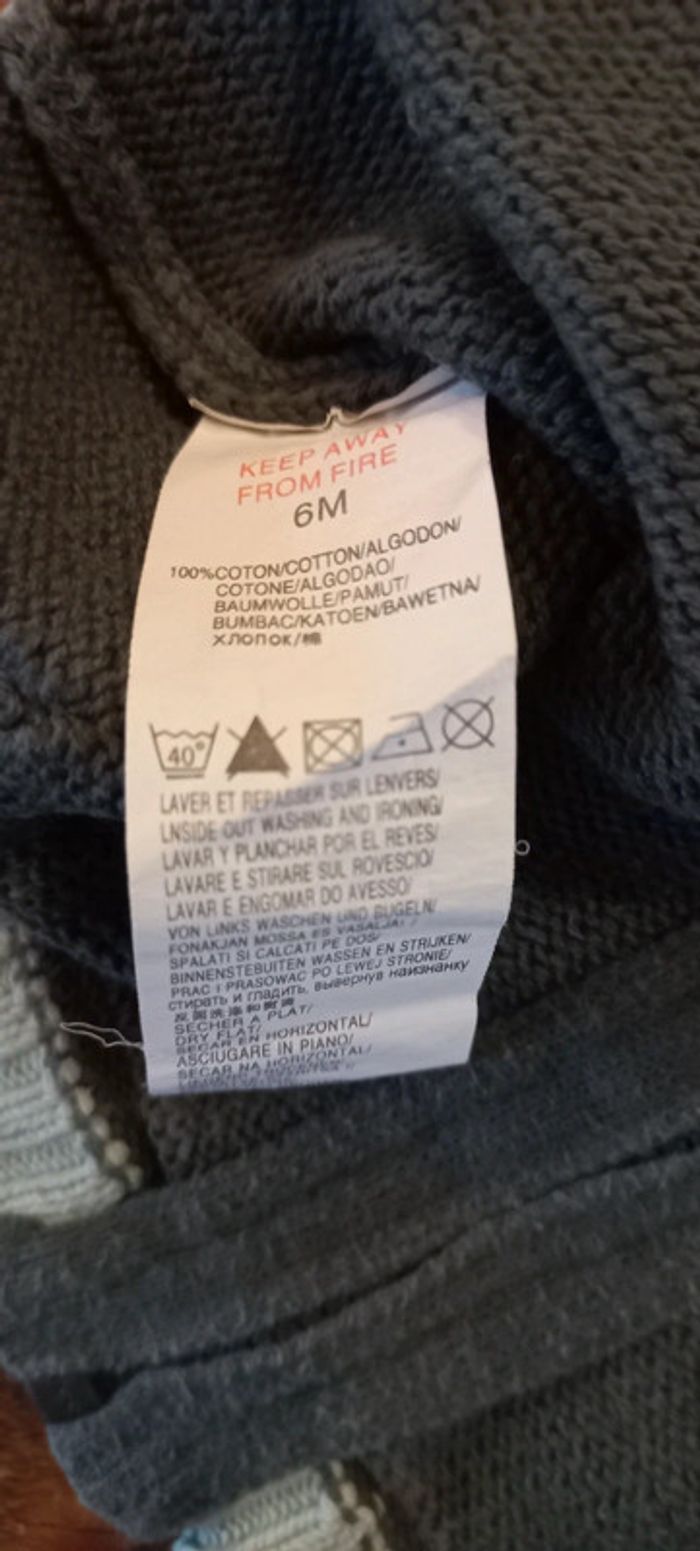 KEEP AWAY
FROM FIRE
6M
100%COTON/COTTON/ALGODON/
COTONE/ALGODAO/
BAUMWOLLE/PAMUT/
BUMBAC/KATOEN/BAWETNA/
хлопок/棉
40°
LAVER ET REPASSER SUR LENVERS/
LNSIDE OUT WASHING AND IRONING/
LAVAR Y PLANCHAR POR EL REVES/
LAVARE E STIRARE SUL ROVESCIO/
LAVAR E ENGOMAR DO AVESSO/
VON LINKS WASCHEN UND BUGELN/
FONAKJAN MOSSA ES VASALJA!/
SPALATI SI CALCATI PE DOS/
BINNENSTEBUITEN WASSEN EN STRIJKEN/
PRAC I PRASOWAC PO LEWEJ STRONIE/
стирать и гладить, вывернув наизнанку
SECHER A PLAT/
DRY FLAT/
SECAR EN HORIZONTAL/
ASCIUGARE IN PIANO/
SECAR NA HORIZONTAL/